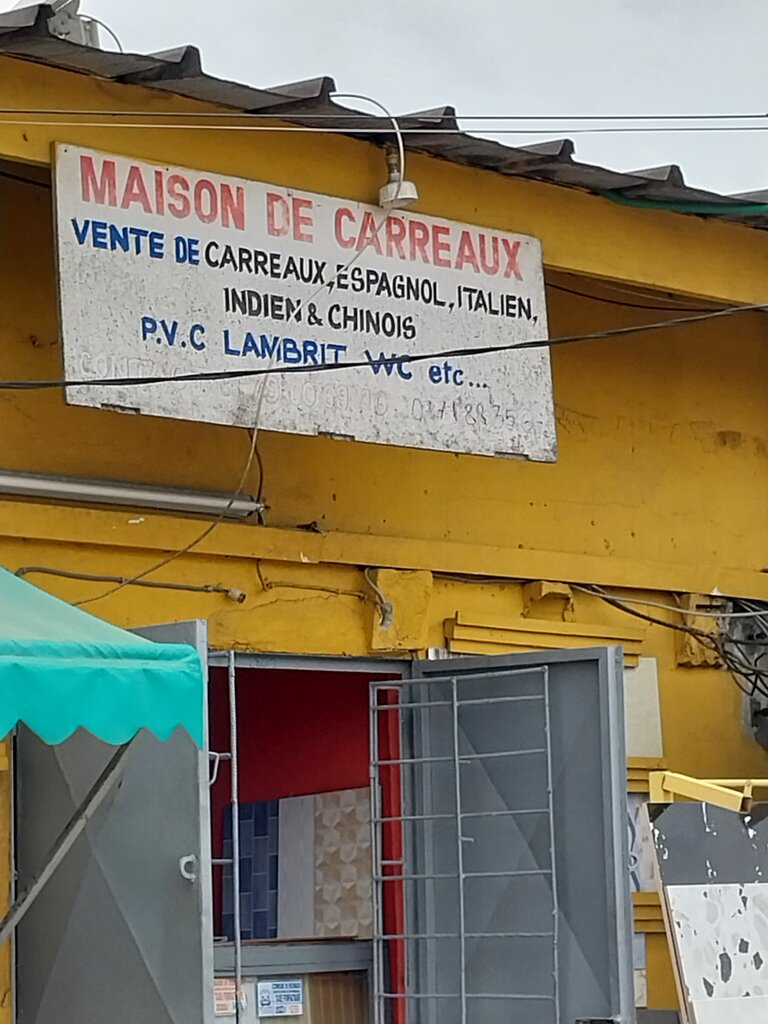 MAISON DE CARREAUX
VENTE DE CARREAUX, ESPAGNOL, ITALIEN,
INDIEN & CHINOIS
P.V.C LAMBRIT WC etc...